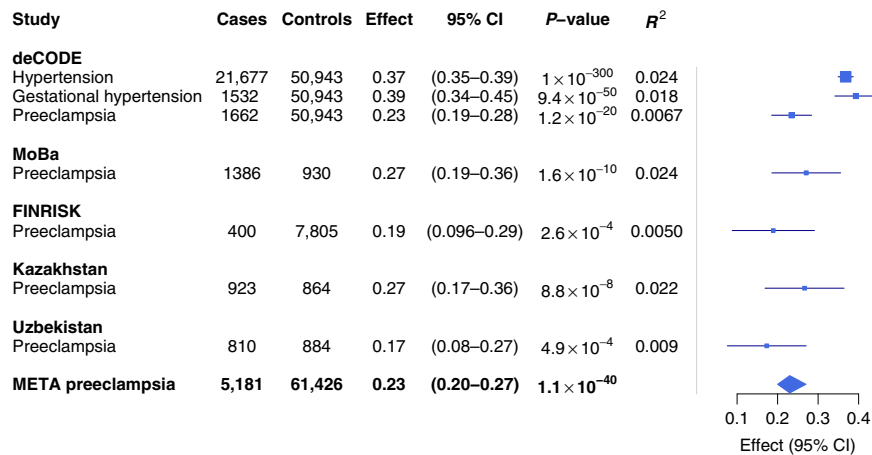 Study Cases Controls Effect 95% CI P–value R²
deCODE
Hypertension 21,677 50,943 0.37 (0.35–0.39) 1×10⁻³⁰⁰ 0.024
Gestational hypertension 1532 50,943 0.39 (0.34–0.45) 9.4×10⁻⁵⁰ 0.018
Preeclampsia 1662 50,943 0.23 (0.19–0.28) 1.2×10⁻²⁰ 0.0067
MoBa
Preeclampsia 1386 930 0.27 (0.19–0.36) 1.6×10⁻¹⁰ 0.024
FINRISK
Preeclampsia 400 7,805 0.19 (0.096–0.29) 2.6×10⁻⁴ 0.0050
Kazakhstan
Preeclampsia 923 864 0.27 (0.17–0.36) 8.8×10⁻⁸ 0.022
Uzbekistan
Preeclampsia 810 884 0.17 (0.08–0.27) 4.9×10⁻⁴ 0.009
META preeclampsia 5,181 61,426 0.23 (0.20–0.27) 1.1×10⁻⁴⁰
0.1 0.2 0.3 0.4
Effect (95% CI)